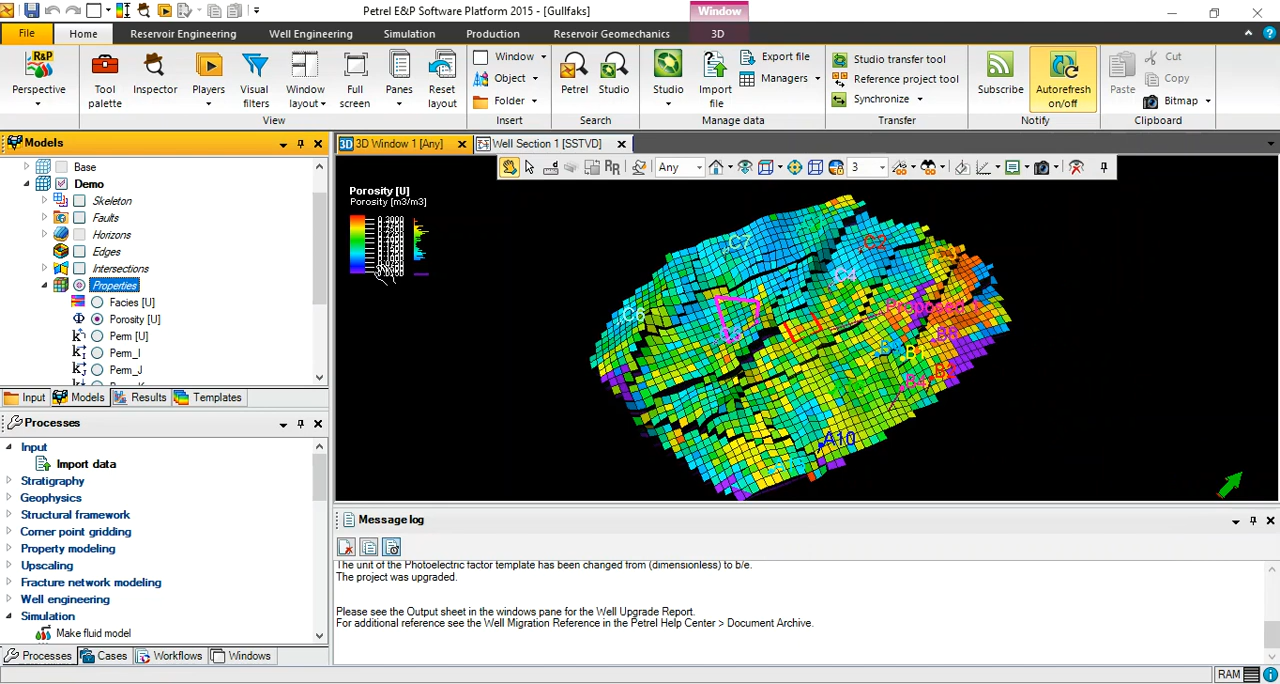 Petrel E&P Software Platform 2015 - [Gullfaks]
Window
File Home Reservoir Engineering Well Engineering Simulation Production Reservoir Geomechanics 3D
R&P
Perspective
Tool palette
Inspector
Players
Visual filters
Window layout
Full screen
Panes
Reset layout
View
Window
Object
Folder
Insert
Petrel
Studio
Search
Studio
Import file
Export file
Managers
Manage data
Studio transfer tool
Reference project tool
Synchronize
Transfer
Subscribe
Autorefresh on/off
Notify
Paste
Cut
Copy
Bitmap
Clipboard
Models
Base
Demo
Skeleton
Faults
Horizons
Edges
Intersections
Properties
Facies [U]
Porosity [U]
Perm [U]
Perm_I
Perm_J
Input Models Results Templates
Processes
Input
Import data
Stratigraphy
Geophysics
Structural framework
Corner point gridding
Property modeling
Upscaling
Fracture network modeling
Well engineering
Simulation
Make fluid model
Processes Cases Workflows Windows
3D 3D Window 1 [Any]
Well Section 1 [SSTVD]
Any
3
Porosity [U]
Porosity [m3/m3]
0.3000
C7
C2
C4
C6
Proposed
A10
Message log
The unit of the Photoelectric factor template has been changed from (dimensionless) to b/e.
The project was upgraded.
Please see the Output sheet in the windows pane for the Well Upgrade Report.
For additional reference see the Well Migration Reference in the Petrel Help Center > Document Archive.
RAM